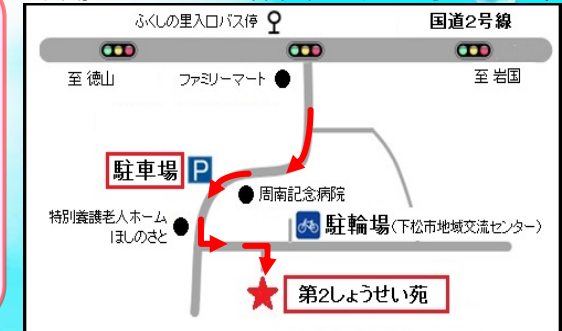 ふくしの里入口バス停
国道2号線
至 徳山
ファミリーマート
至 岩国
駐車場 P
周南記念病院
特別養護老人ホーム
ほしのさと
駐輪場(下松市地域交流センター)
第2しょうせい苑